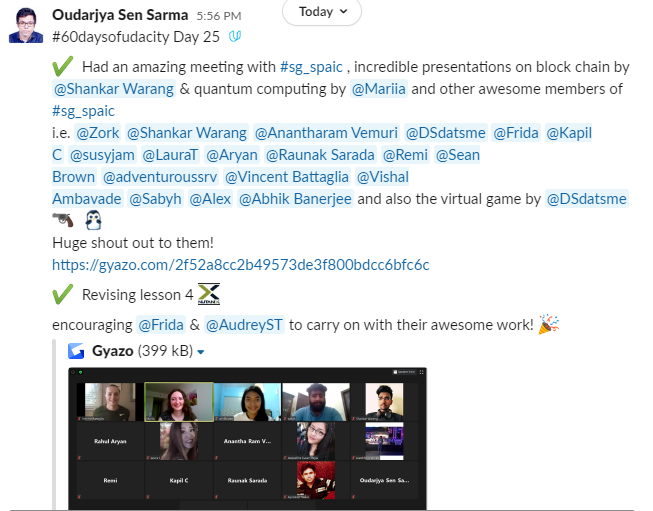 Today
Oudarjya Sen Sarma 5:56 PM
#60daysofudacity Day 25
Had an amazing meeting with #sg_spaic , incredible presentations on block chain by
@Shankar Warang & quantum computing by @Mariia and other awesome members of
#sg_spaic
i.e. @Zork @Shankar Warang @Anantharam Vemuri @DSdatsme @Frida @Kapil
C @susyjam @LauraT @Aryan @Raunak Sarada @Remi @Sean
Brown @adventuroussrv @Vincent Battaglia @Vishal
Ambavade @Sabyh @Alex @Abhik Banerjee and also the virtual game by @DSdatsme
Huge shout out to them!
https://gyazo.com/2f52a8cc2b49573de3f800bdcc6bfc6c
Revising lesson 4
encouraging @Frida & @AudreyST to carry on with their awesome work!
Gyazo (399 kB)
Rahul Aryan
Anantha Ram V...
Remi
Kapil C
Raunak Sarada
Oudarjya Sen Sa...